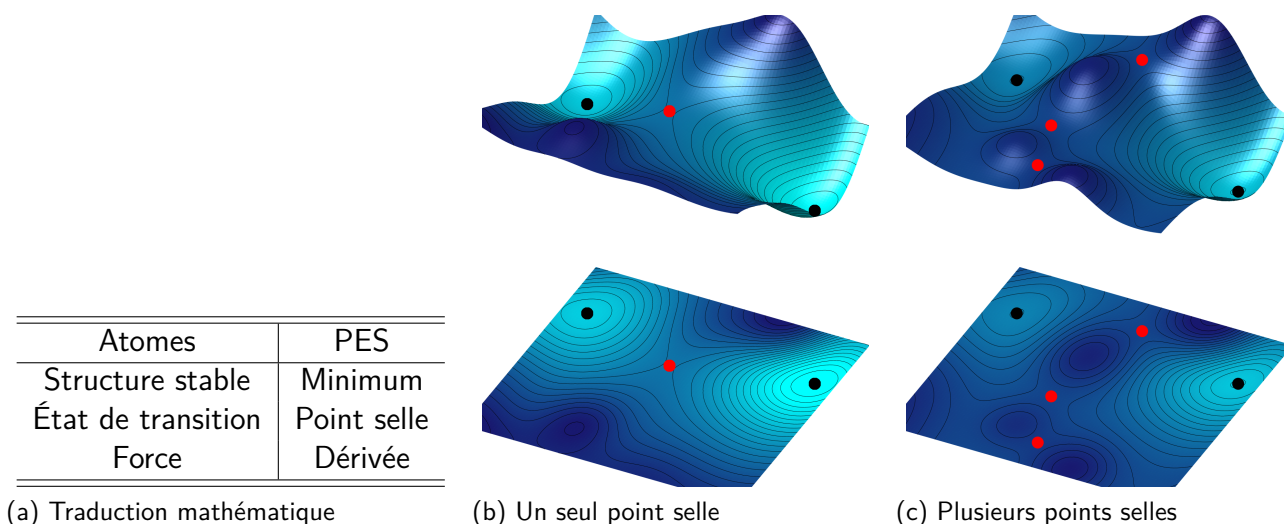 Atomes PES
Structure stable Minimum
État de transition Point selle
Force Dérivée
(a) Traduction mathématique
(b) Un seul point selle
(c) Plusieurs points selles